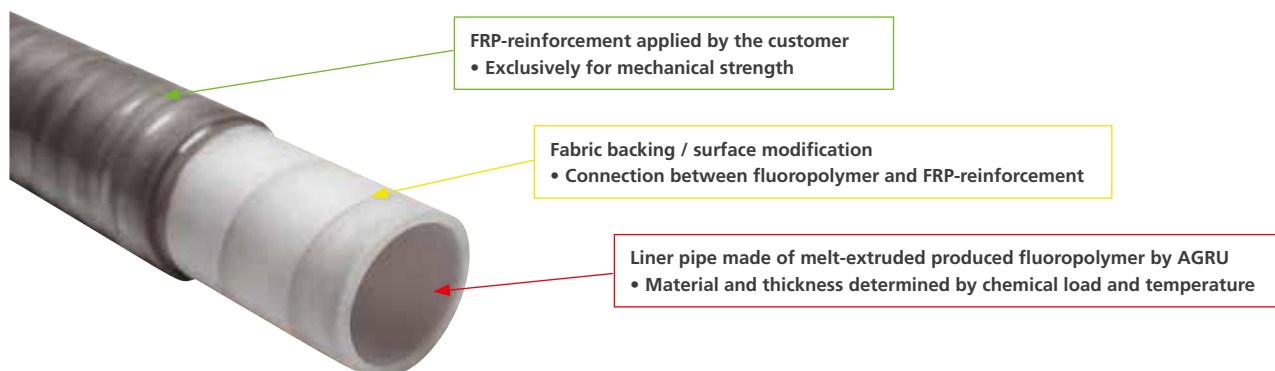 FRP-reinforcement applied by the customer
• Exclusively for mechanical strength
Fabric backing / surface modification
• Connection between fluoropolymer and FRP-reinforcement
Liner pipe made of melt-extruded produced fluoropolymer by AGRU
• Material and thickness determined by chemical load and temperature